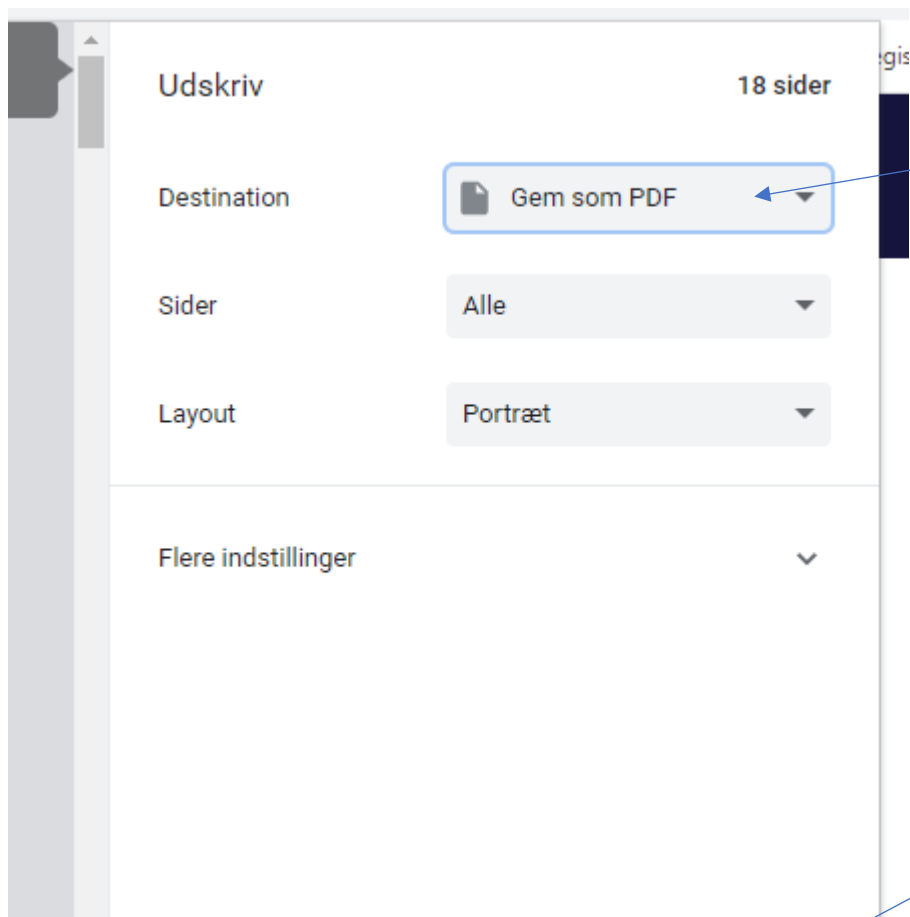 Udskriv 18 sider
Destination Gem som PDF
Sider Alle
Layout Portræt
Flere indstillinger